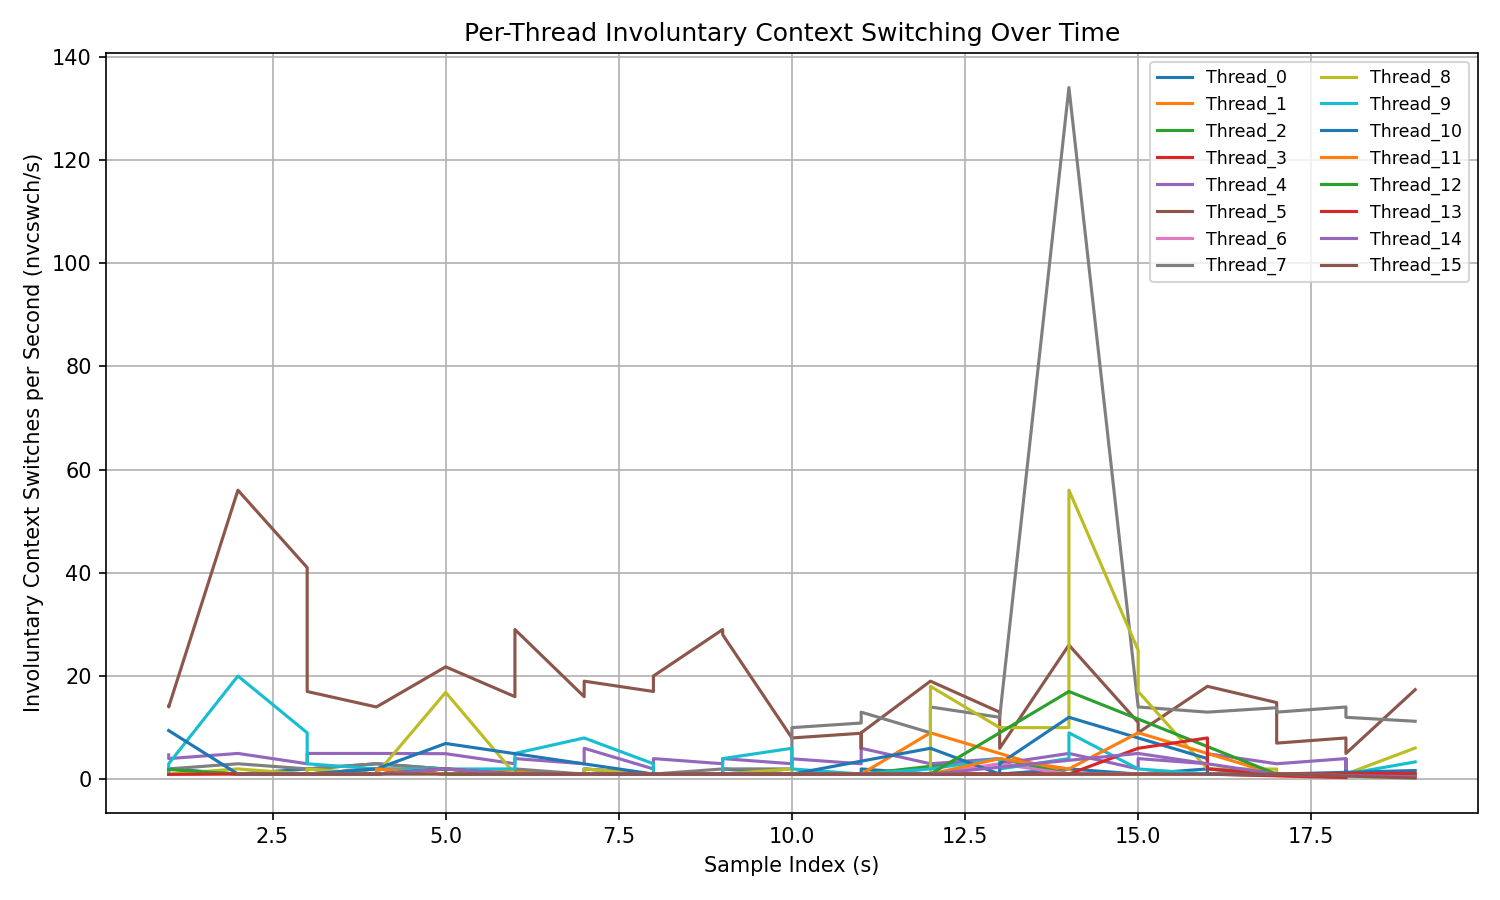 Per-Thread Involuntary Context Switching Over Time
Involuntary Context Switches per Second (nvcswch/s)
140
120
100
80
60
40
20
0
Thread_0
Thread_1
Thread_2
Thread_3
Thread_4
Thread_5
Thread_6
Thread_7
Thread_8
Thread_9
Thread_10
Thread_11
Thread_12
Thread_13
Thread_14
Thread_15
2.5
5.0
7.5
10.0
12.5
15.0
17.5
Sample Index (s)